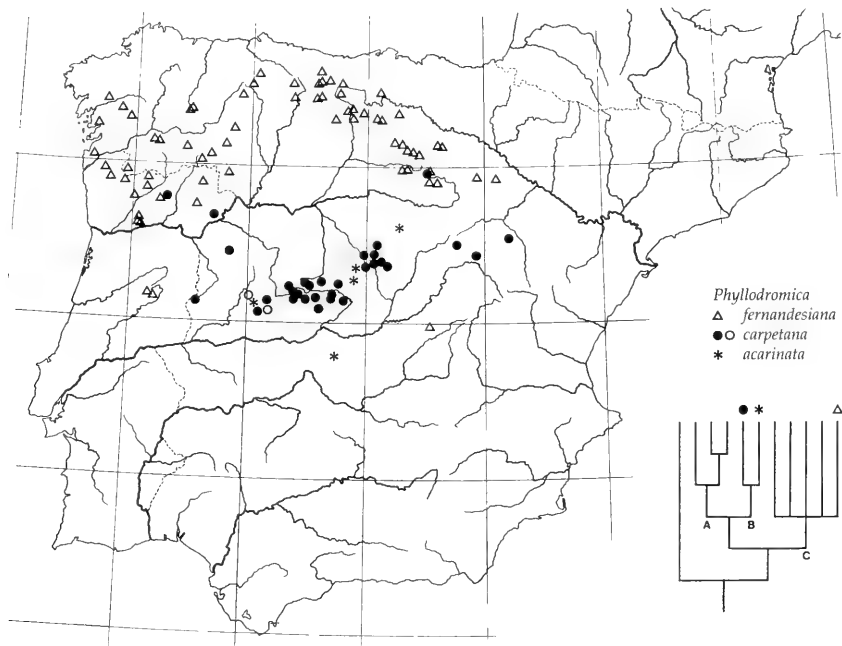 Phyllodromica
△ fernandesiana
●○ carpetana
* acarinata
● * △
A B
C